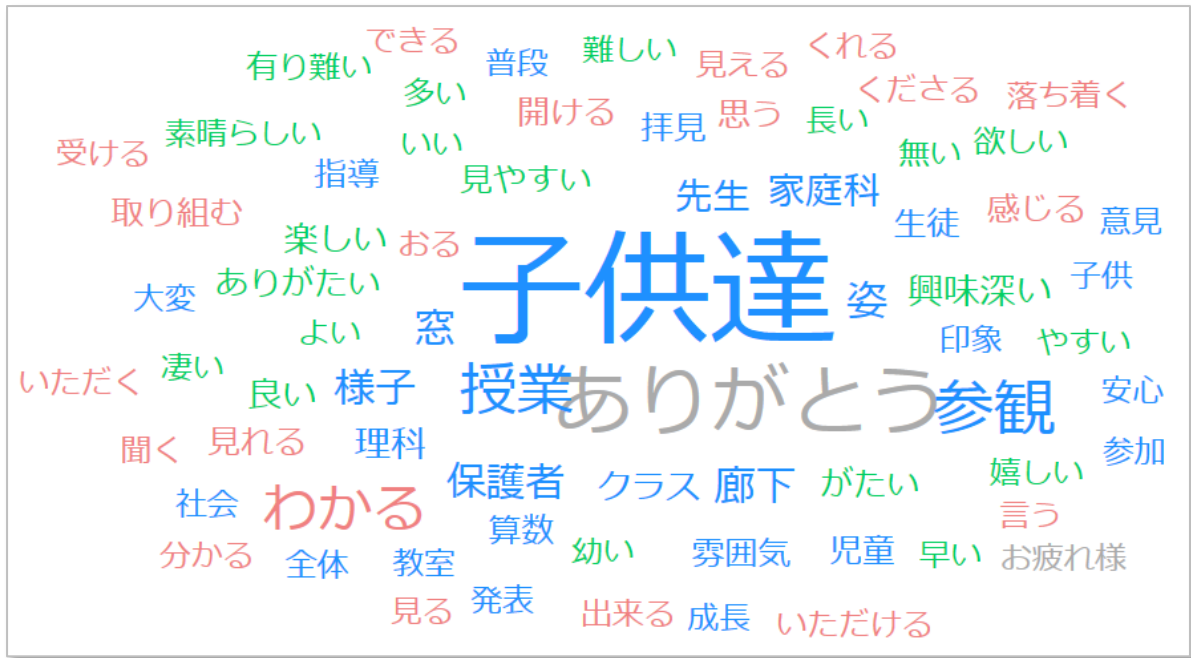 できる
有り難い
普段
難しい
見える
くれる
多い
開ける
思う
くださる
落ち着く
受ける
素晴らしい
いい
拝見
長い
無い
欲しい
指導
見やすい
先生
家庭科
取り組む
楽しい
おる
生徒
感じる
意見
子供達
大変
ありがたい
窓
姿
興味深い
子供
よい
印象
やすい
いただく
凄い
良い
様子
授業
ありがとう
参観
安心
聞く
見れる
理科
参加
社会
わかる
保護者
クラス
廊下
がたい
嬉しい
言う
分かる
全体
教室
算数
幼い
雰囲気
児童
早い
お疲れ様
見る
発表
出来る
成長
いただける